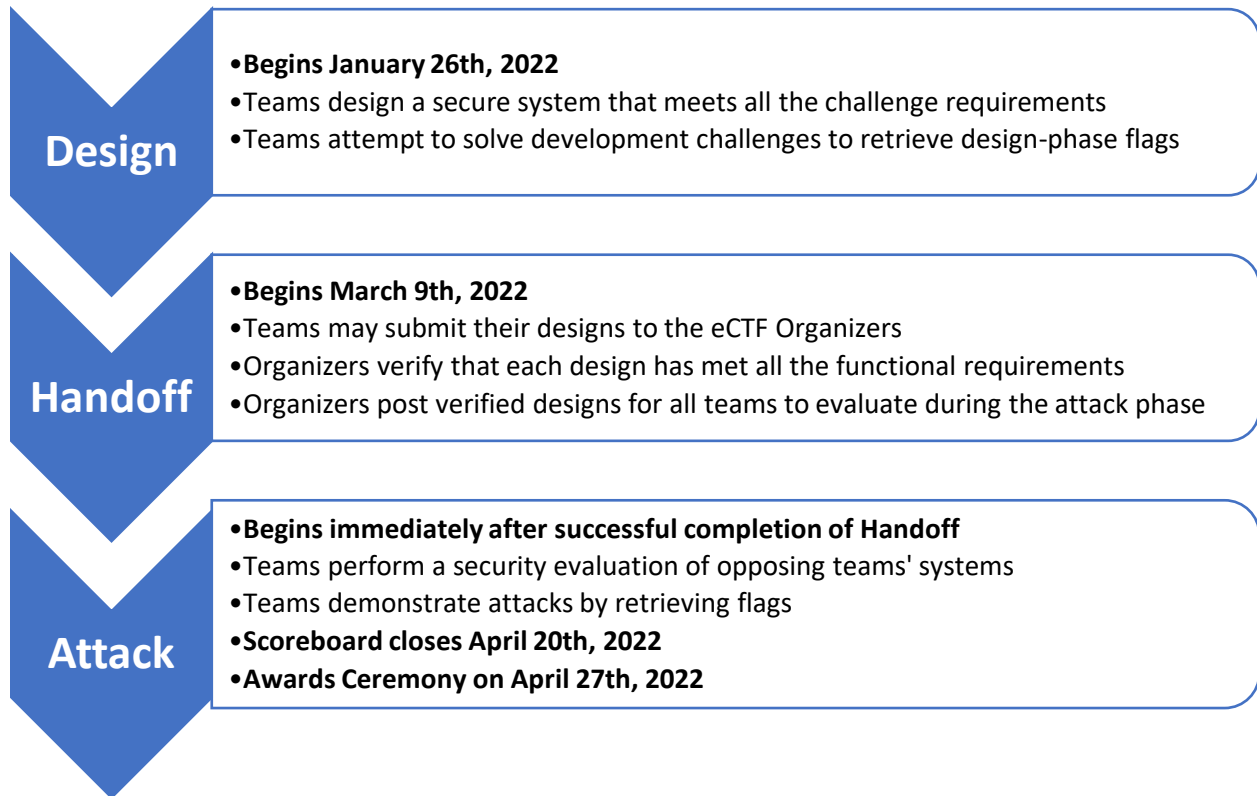 Design
•Begins January 26th, 2022
•Teams design a secure system that meets all the challenge requirements
•Teams attempt to solve development challenges to retrieve design-phase flags
Handoff
•Begins March 9th, 2022
•Teams may submit their designs to the eCTF Organizers
•Organizers verify that each design has met all the functional requirements
•Organizers post verified designs for all teams to evaluate during the attack phase
Attack
•Begins immediately after successful completion of Handoff
•Teams perform a security evaluation of opposing teams' systems
•Teams demonstrate attacks by retrieving flags
•Scoreboard closes April 20th, 2022
•Awards Ceremony on April 27th, 2022